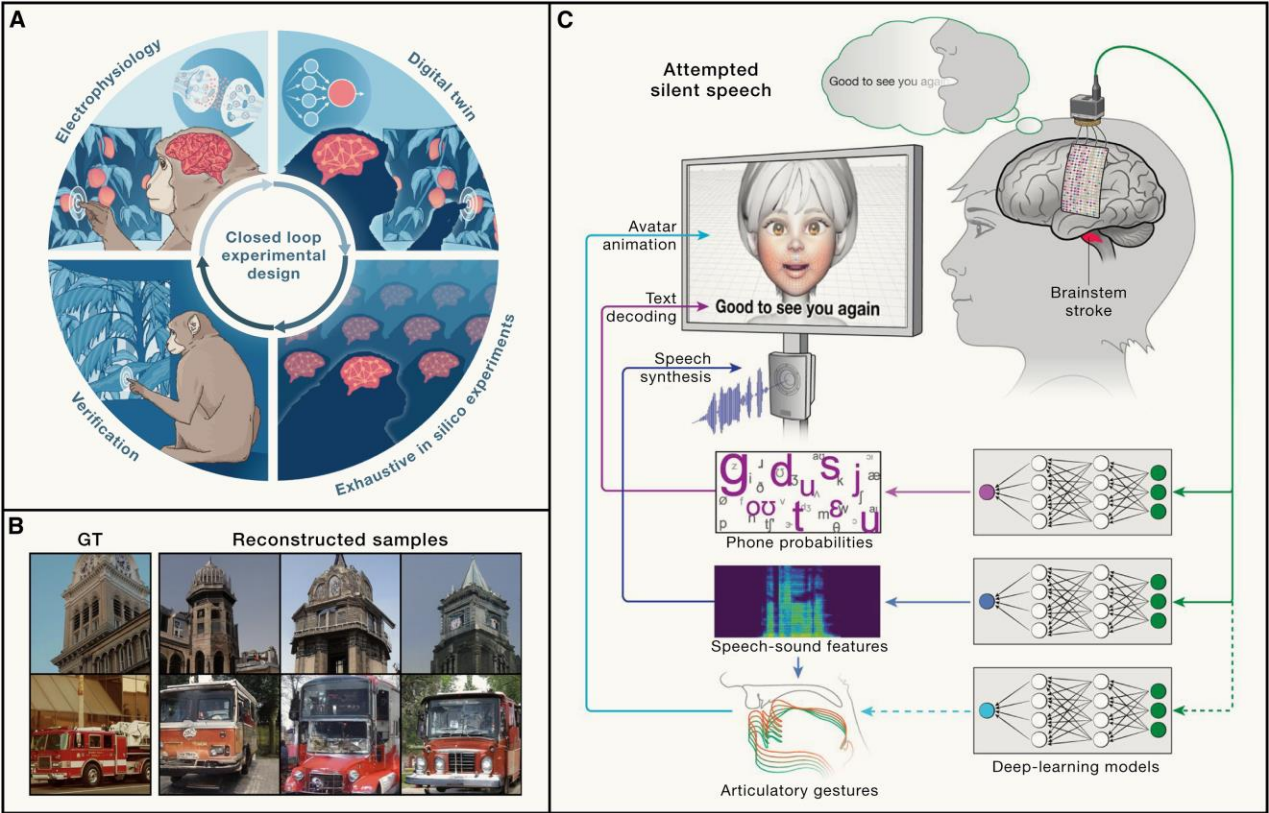 A
Electrophysiology
Digital twin
Closed loop
experimental
design
Verification
Exhaustive in silico experiments
B
GT
Reconstructed samples
C
Attempted
silent speech
Good to see you aga
Avatar
animation
Text
decoding
Good to see you again
Speech
synthesis
Brainstem
stroke
Phone probabilities
Speech-sound features
Articulatory gestures
Deep-learning models